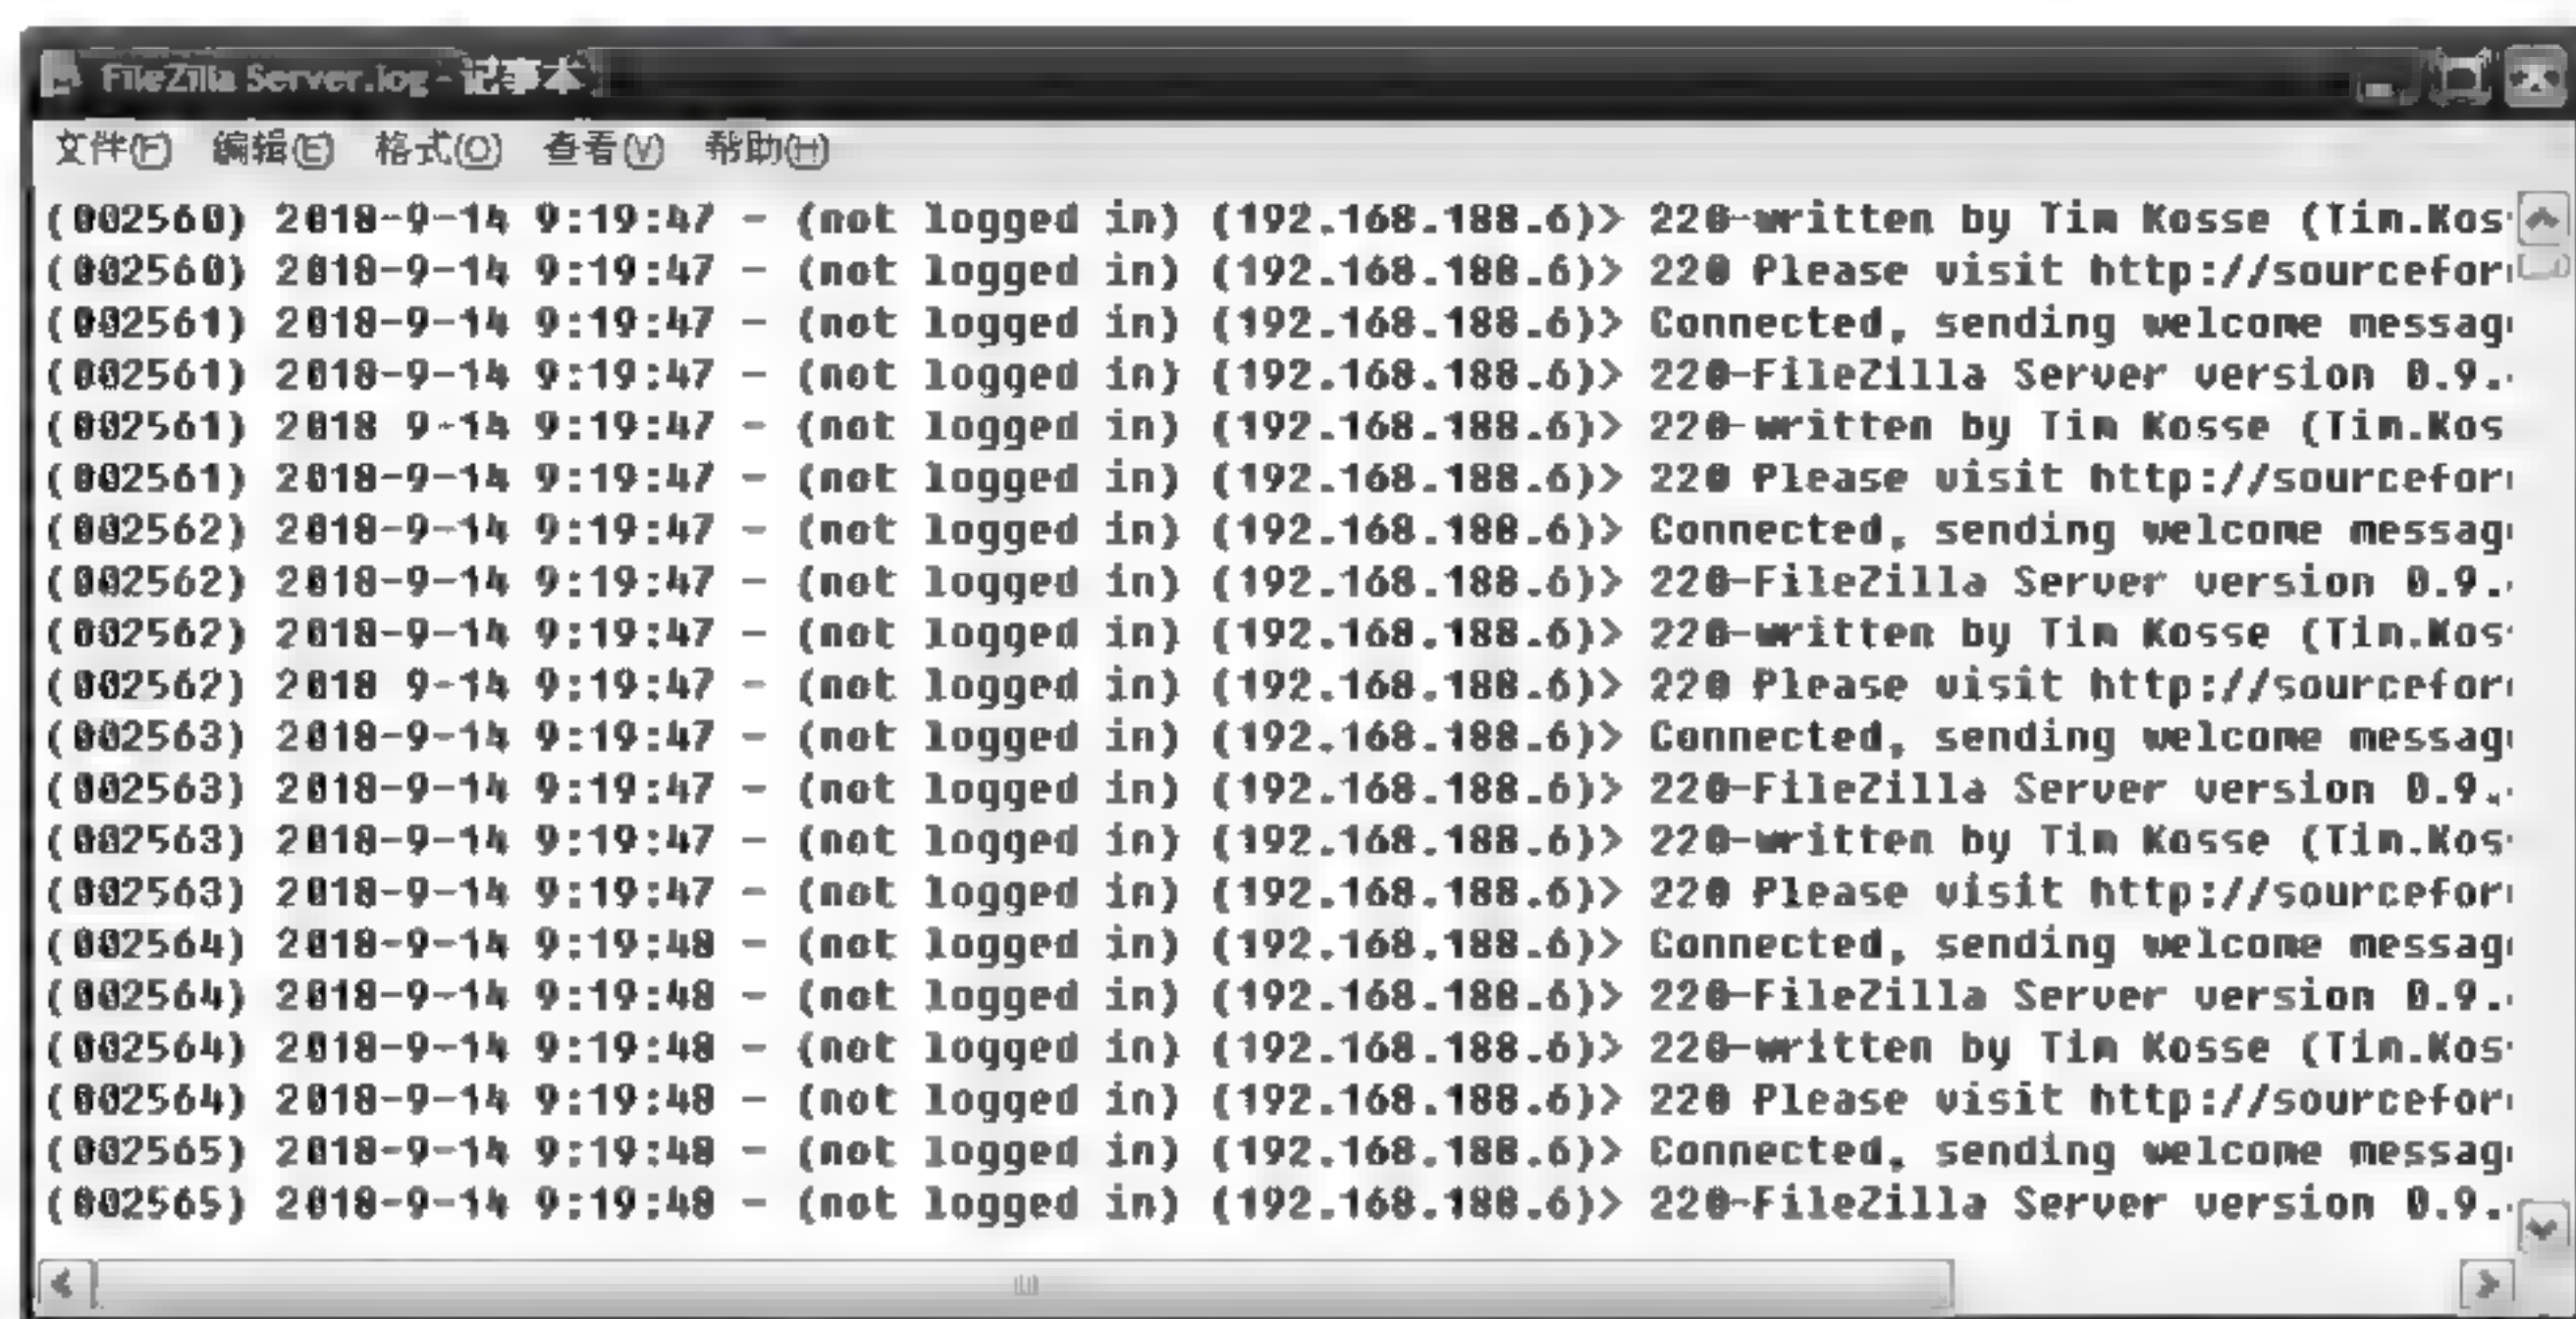 FileZilla Server.log - 记事本
文件(F) 编辑(E) 格式(O) 查看(V) 帮助(H)
(002560) 2018-9-14 9:19:47 - (not logged in) (192.168.188.6)> 220-written by Tim Kosse (Tim.Kos
(002560) 2018-9-14 9:19:47 - (not logged in) (192.168.188.6)> 220 Please visit http://sourcefor
(002561) 2018-9-14 9:19:47 - (not logged in) (192.168.188.6)> Connected, sending welcome messag
(002561) 2018-9-14 9:19:47 - (not logged in) (192.168.188.6)> 220-FileZilla Server version 0.9.
(002561) 2018 9-14 9:19:47 - (not logged in) (192.168.188.6)> 220-written by Tim Kosse (Tim.Kos
(002561) 2018-9-14 9:19:47 - (not logged in) (192.168.188.6)> 220 Please visit http://sourcefor
(002562) 2018-9-14 9:19:47 - (not logged in) (192.168.188.6)> Connected, sending welcome messag
(002562) 2018-9-14 9:19:47 - (not logged in) (192.168.188.6)> 220-FileZilla Server version 0.9.
(002562) 2018-9-14 9:19:47 - (not logged in) (192.168.188.6)> 220-written by Tim Kosse (Tim.Kos
(002562) 2018 9-14 9:19:47 - (not logged in) (192.168.188.6)> 220 Please visit http://sourcefor
(002563) 2018-9-14 9:19:47 - (not logged in) (192.168.188.6)> Connected, sending welcome messag
(002563) 2018-9-14 9:19:47 - (not logged in) (192.168.188.6)> 220-FileZilla Server version 0.9.
(002563) 2018-9-14 9:19:47 - (not logged in) (192.168.188.6)> 220-written by Tim Kosse (Tim.Kos
(002563) 2018-9-14 9:19:47 - (not logged in) (192.168.188.6)> 220 Please visit http://sourcefor
(002564) 2018-9-14 9:19:48 - (not logged in) (192.168.188.6)> Connected, sending welcome messag
(002564) 2018-9-14 9:19:48 - (not logged in) (192.168.188.6)> 220-FileZilla Server version 0.9.
(002564) 2018-9-14 9:19:48 - (not logged in) (192.168.188.6)> 220-written by Tim Kosse (Tim.Kos
(002564) 2018-9-14 9:19:48 - (not logged in) (192.168.188.6)> 220 Please visit http://sourcefor
(002565) 2018-9-14 9:19:48 - (not logged in) (192.168.188.6)> Connected, sending welcome messag
(002565) 2018-9-14 9:19:48 - (not logged in) (192.168.188.6)> 220-FileZilla Server version 0.9.